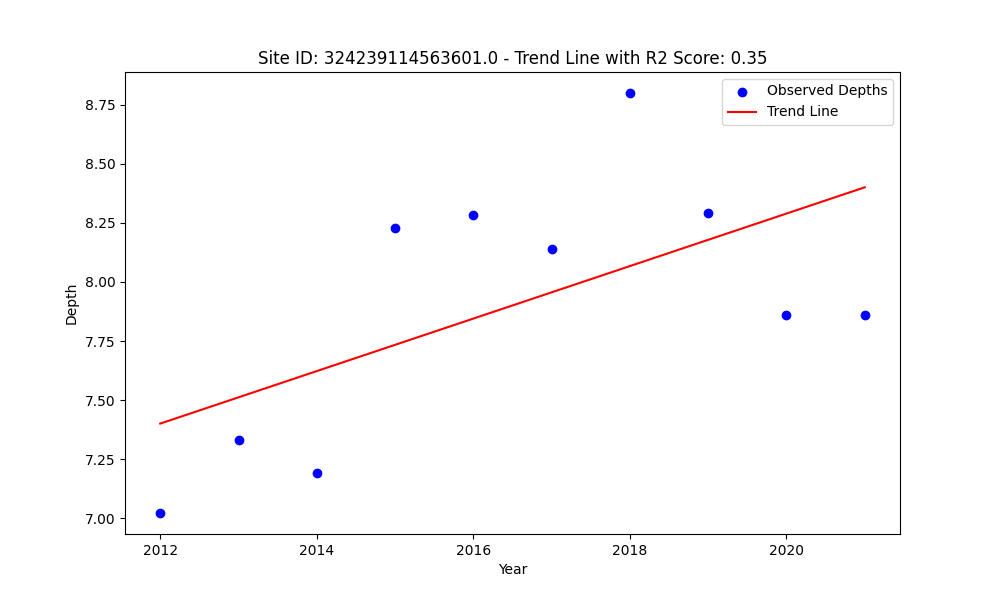 Site ID: 324239114563601.0 - Trend Line with R2 Score: 0.35
Observed Depths
Trend Line
8.75
8.50
8.25
8.00
7.75
7.50
7.25
7.00
Depth
2012
2014
2016
2018
2020
Year